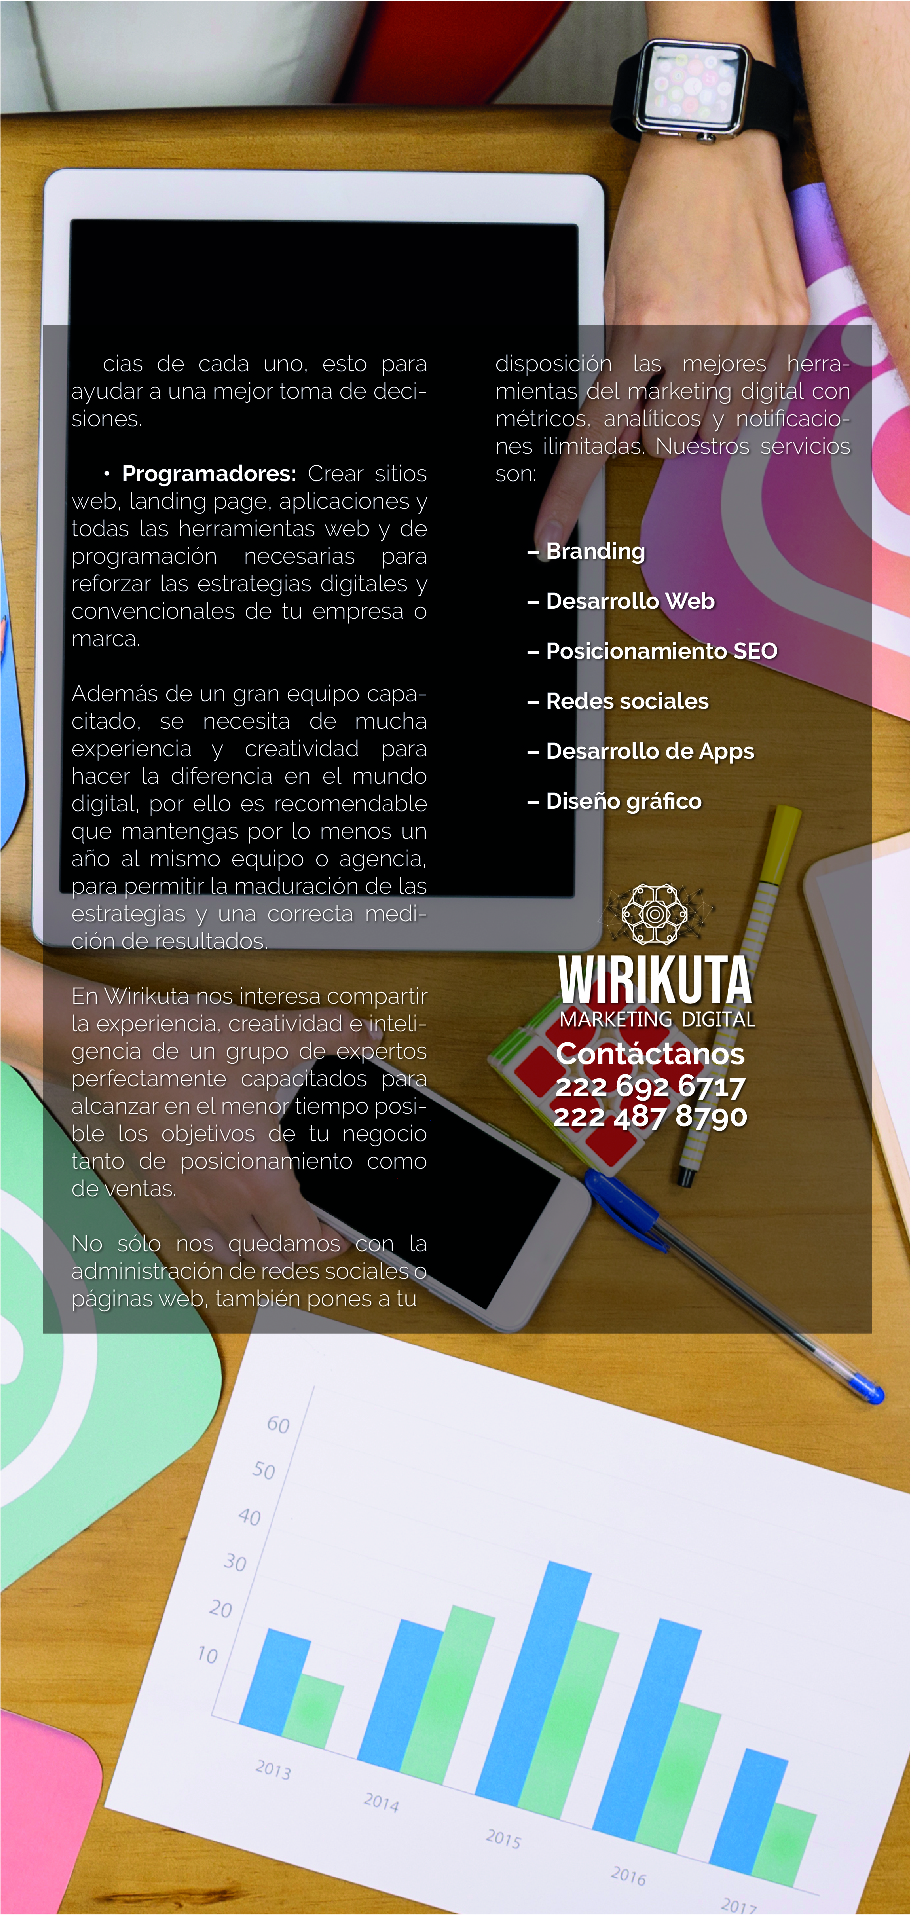 cias de cada uno, esto para
ayudar a una mejor toma de deci-
siones.
• Programadores: Crear sitios
web, landing page, aplicaciones y
todas las herramientas web y de
programación necesarias para
reforzar las estrategias digitales y
convencionales de tu empresa o
marca.
Además de un gran equipo capa-
citado, se necesita de mucha
experiencia y creatividad para
hacer la diferencia en el mundo
digital, por ello es recomendable
que mantengas por lo menos un
año al mismo equipo o agencia,
para permitir la maduración de las
estrategias y una correcta medi-
ción de resultados.
En Wirikuta nos interesa compartir
la experiencia, creatividad e inteli-
gencia de un grupo de expertos
perfectamente capacitados para
alcanzar en el menor tiempo posi-
ble los objetivos de tu negocio
tanto de posicionamiento como
de ventas.
No sólo nos quedamos con la
administración de redes sociales o
páginas web, también pones a tu
disposición las mejores herra-
mientas del marketing digital con
métricos, analíticos y notificacio-
nes ilimitadas. Nuestros servicios
son:
– Branding
– Desarrollo Web
– Posicionamiento SEO
– Redes sociales
– Desarrollo de Apps
– Diseño gráfico
WIRIKUTA
MARKETING DIGITAL
Contáctanos
222 692 6717
222 487 8790
60
50
40
30
20
10
2013
2014
2015
2016
2017